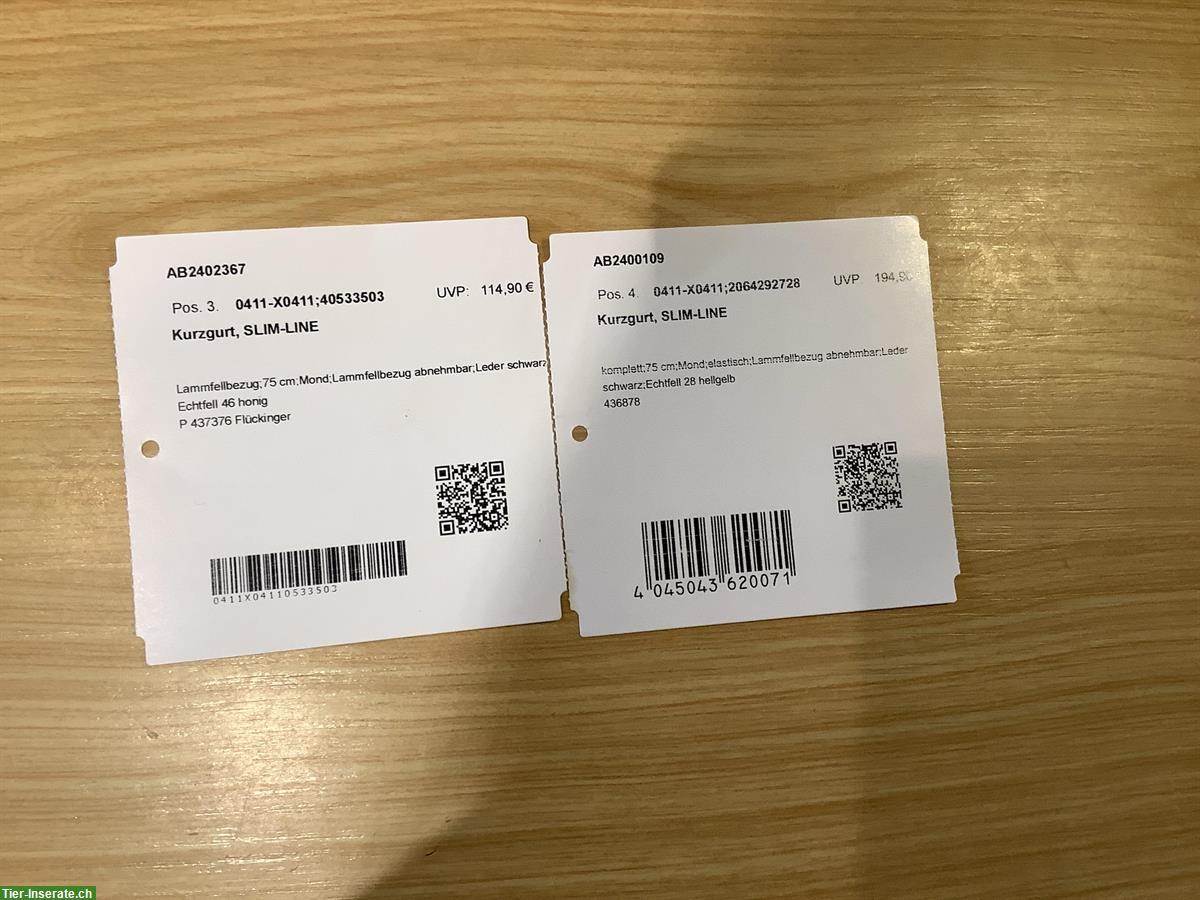 AB2402367
Pos. 3. 0411-X0411;40533503 UVP: 114,90 €
Kurzgurt, SLIM-LINE
Lammfellbezug;75 cm;Mond;Lammfellbezug abnehmbar;Leder schwarz
Echtfell 46 honig
P 437376 Flückinger
0411X04110533503
AB2400109
Pos. 4. 0411-X0411;2064292728 UVP 194,90
Kurzgurt, SLIM-LINE
komplett;75 cm;Mond;elastisch;Lammfellbezug abnehmbar;Leder
schwarz;Echtfell 28 hellgelb
436878
4 045043 620071
Tier-Inserate.ch